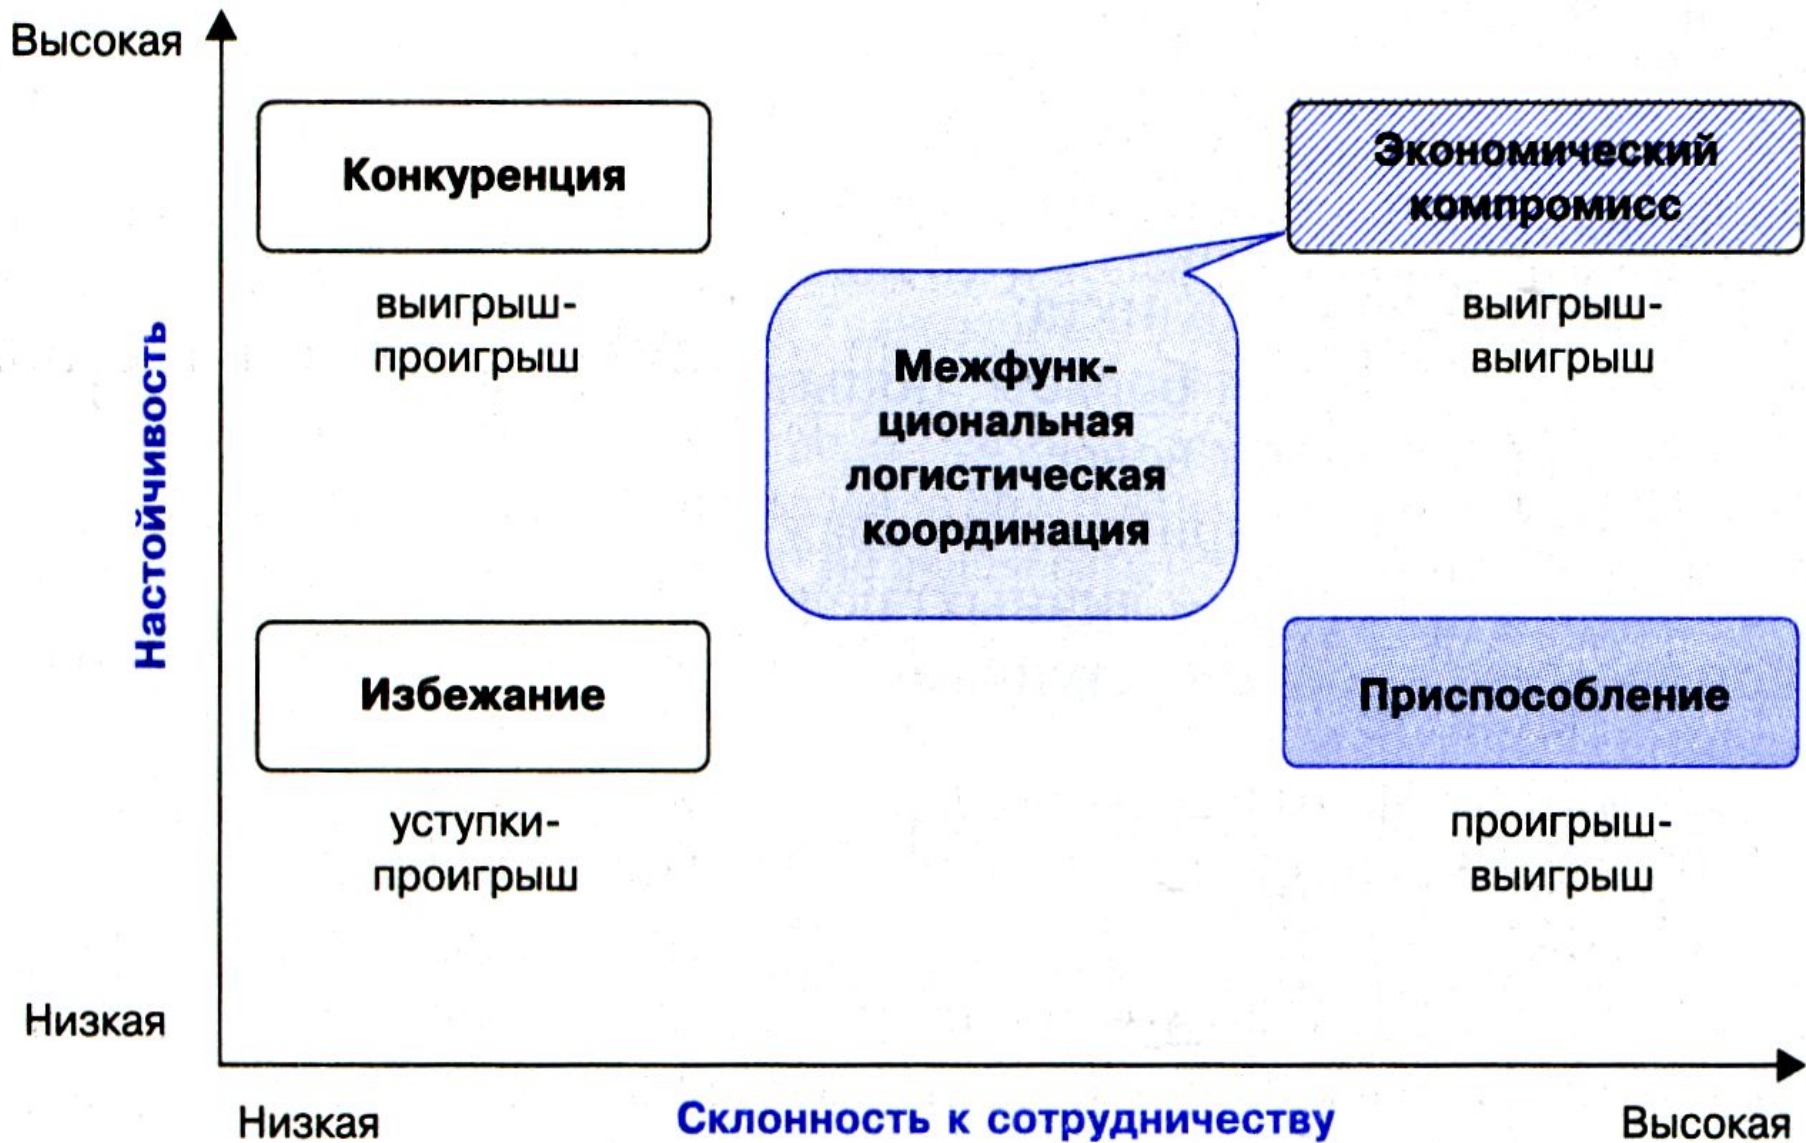 Высокая
Конкуренция
выигрыш-
проигрыш
Экономический
компромисс
выигрыш-
выигрыш
Межфунк-
циональная
логистическая
координация
Настойчивость
Избежание
уступки-
проигрыш
Приспособление
проигрыш-
выигрыш
Низкая
Низкая
Склонность к сотрудничеству
Высокая